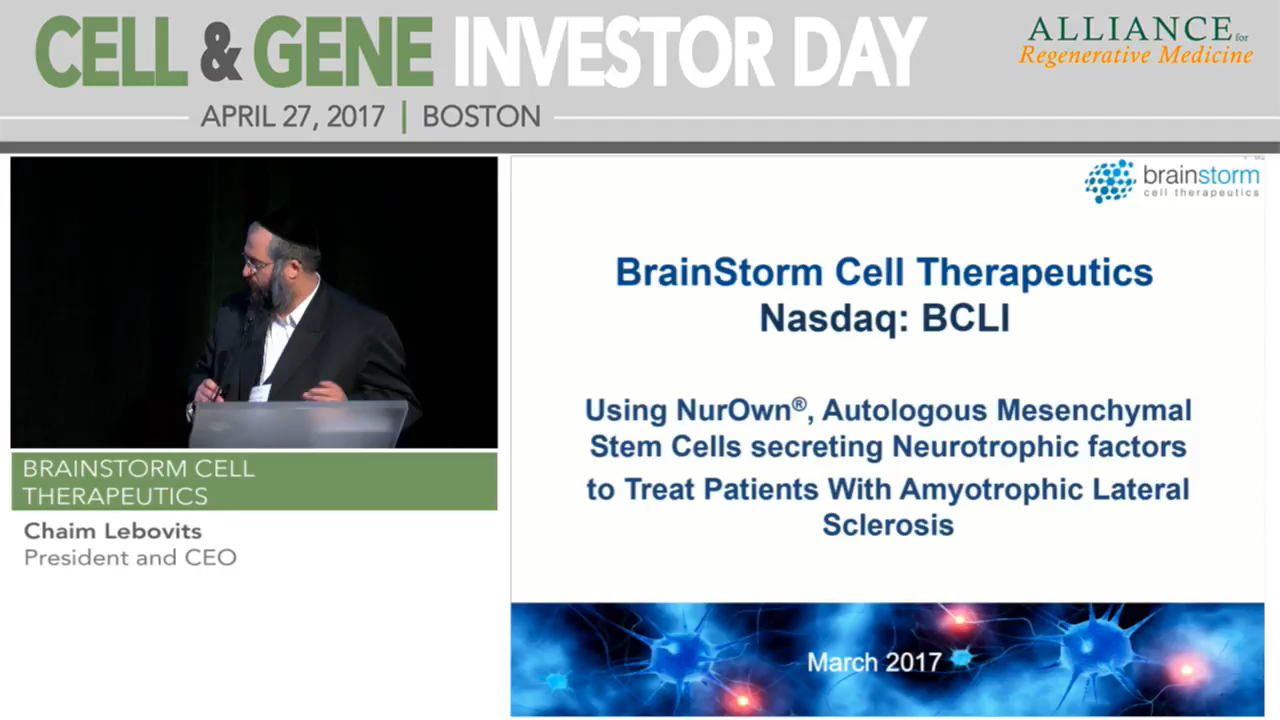 CELL & GENE INVESTOR DAY
APRIL 27, 2017 | BOSTON
ALLIANCE for
Regenerative Medicine
BRAINSTORM CELL
THERAPEUTICS
Chaim Lebovits
President and CEO
brainstorm
cell therapeutics
BrainStorm Cell Therapeutics
Nasdaq: BCLI
Using NurOwn®, Autologous Mesenchymal
Stem Cells secreting Neurotrophic factors
to Treat Patients With Amyotrophic Lateral
Sclerosis
March 2017